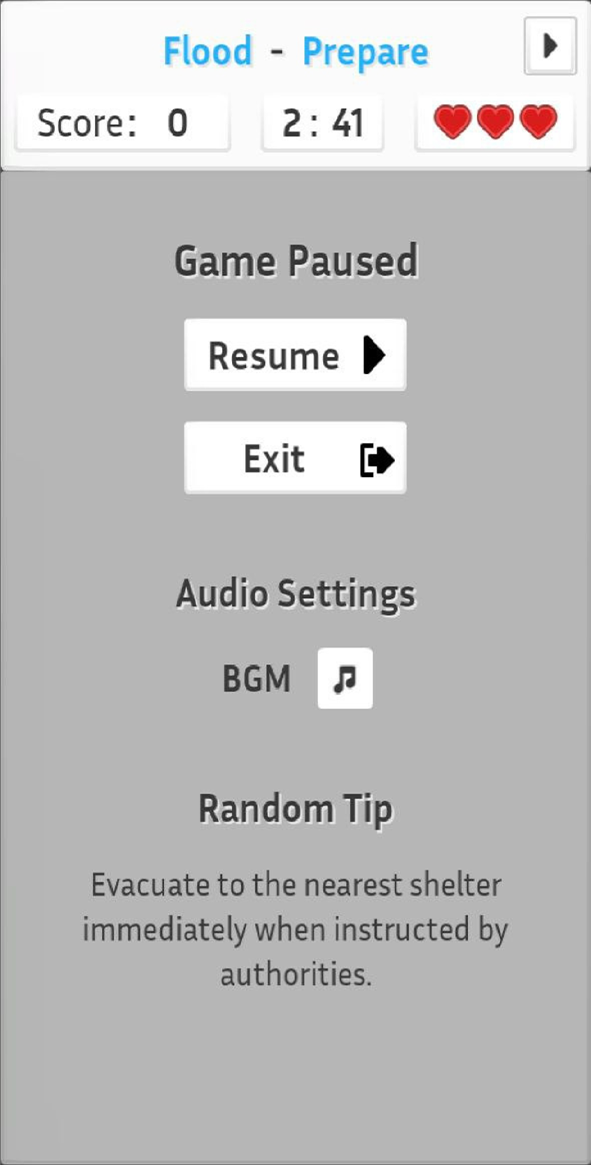 Flood - Prepare
Score: 0 2 : 41
Game Paused
Resume
Exit
Audio Settings
BGM
Random Tip
Evacuate to the nearest shelter
immediately when instructed by
authorities.